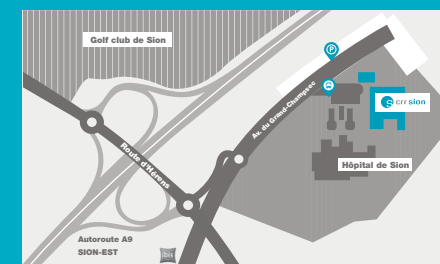 Golf club de Sion
P
Av. du Grand-Champsec
crr sion
Route d'Hérens
Hôpital de Sion
Autoroute A9
SION-EST
ibis